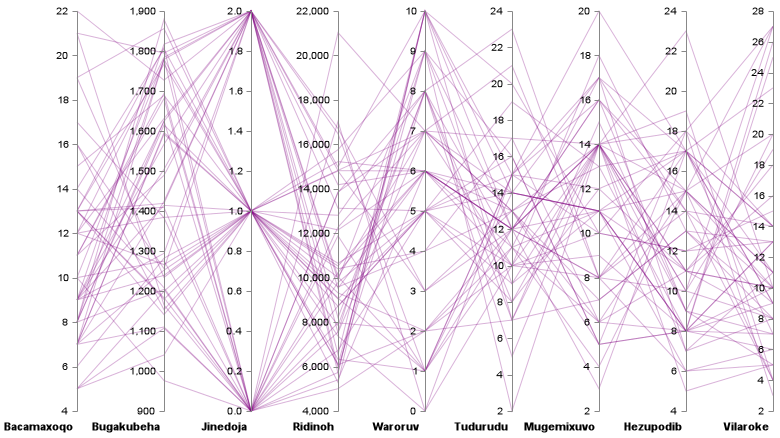 22 1,900 2.0 22,000 10 24 20 24 28
20 1,800 1.8 20,000 9 22 18 22 26
18 1,700 1.6 18,000 8 20 16 20 24
16 1,600 1.4 16,000 7 18 14 18 22
14 1,500 1.2 14,000 6 16 12 16 20
12 1,400 1.0 12,000 5 14 10 14 18
10 1,300 0.8 10,000 4 12 8 12 16
8 1,200 0.6 8,000 3 10 6 10 14
6 1,100 0.4 6,000 2 8 4 8 12
4 1,000 0.2 4,000 1 6 2 6 10
900 0.0 0 4 4 8
2 6
4
2
Bacamaxoqo Bugakubeha Jinedoja Ridinoh Waroruv Tudurudu Mugemixuvo Hezupodib Vilaroke